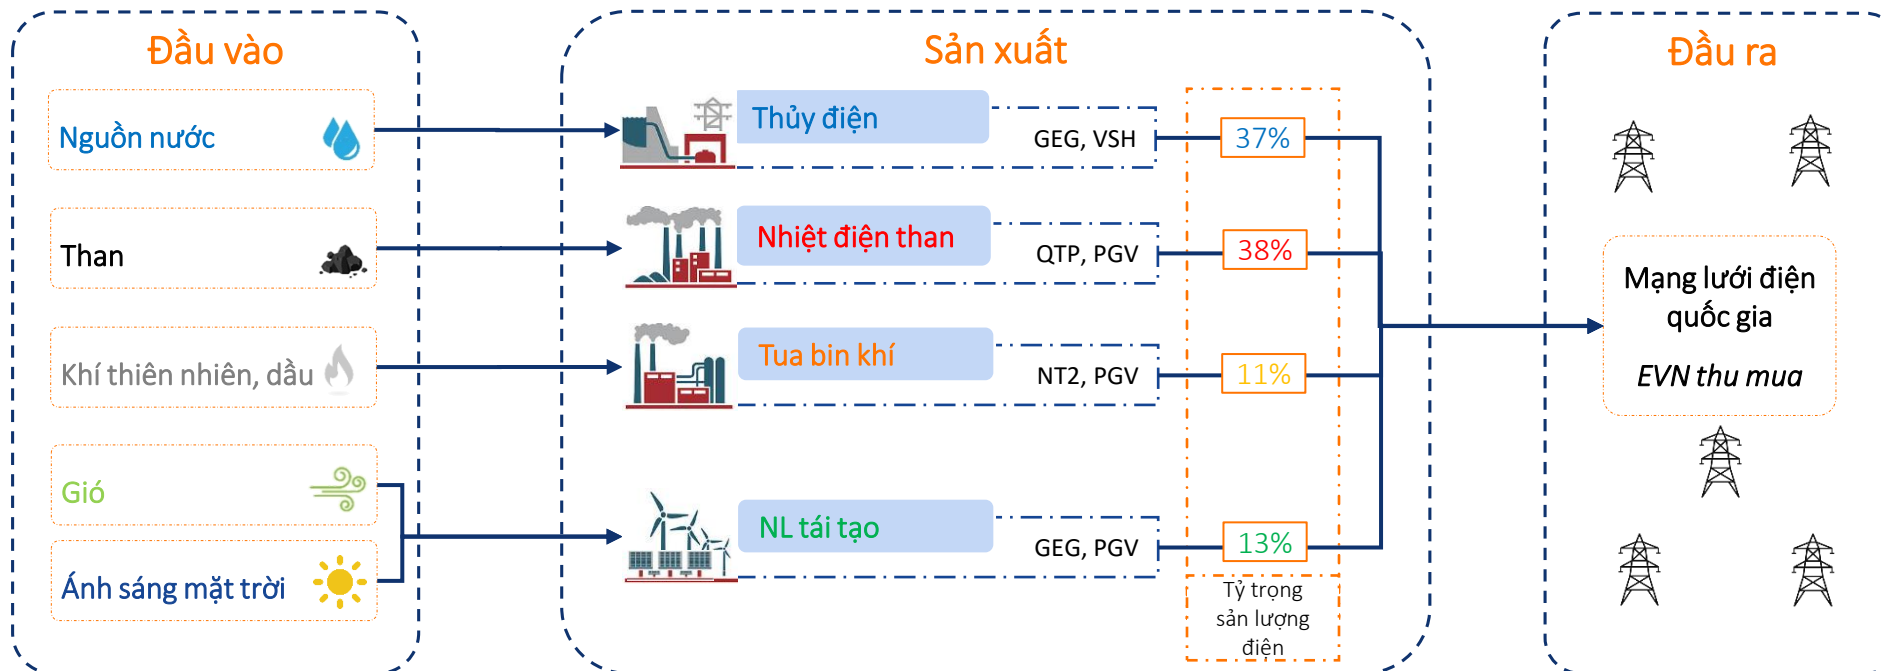 Đầu vào
Nguồn nước
Than
Khí thiên nhiên, dầu
Gió
Ánh sáng mặt trời
Sản xuất
Thủy điện
GEG, VSH
37%
Nhiệt điện than
QTP, PGV
38%
Tua bin khí
NT2, PGV
11%
NL tái tạo
GEG, PGV
13%
Tỷ trọng
sản lượng
điện
Đầu ra
Mạng lưới điện
quốc gia
EVN thu mua